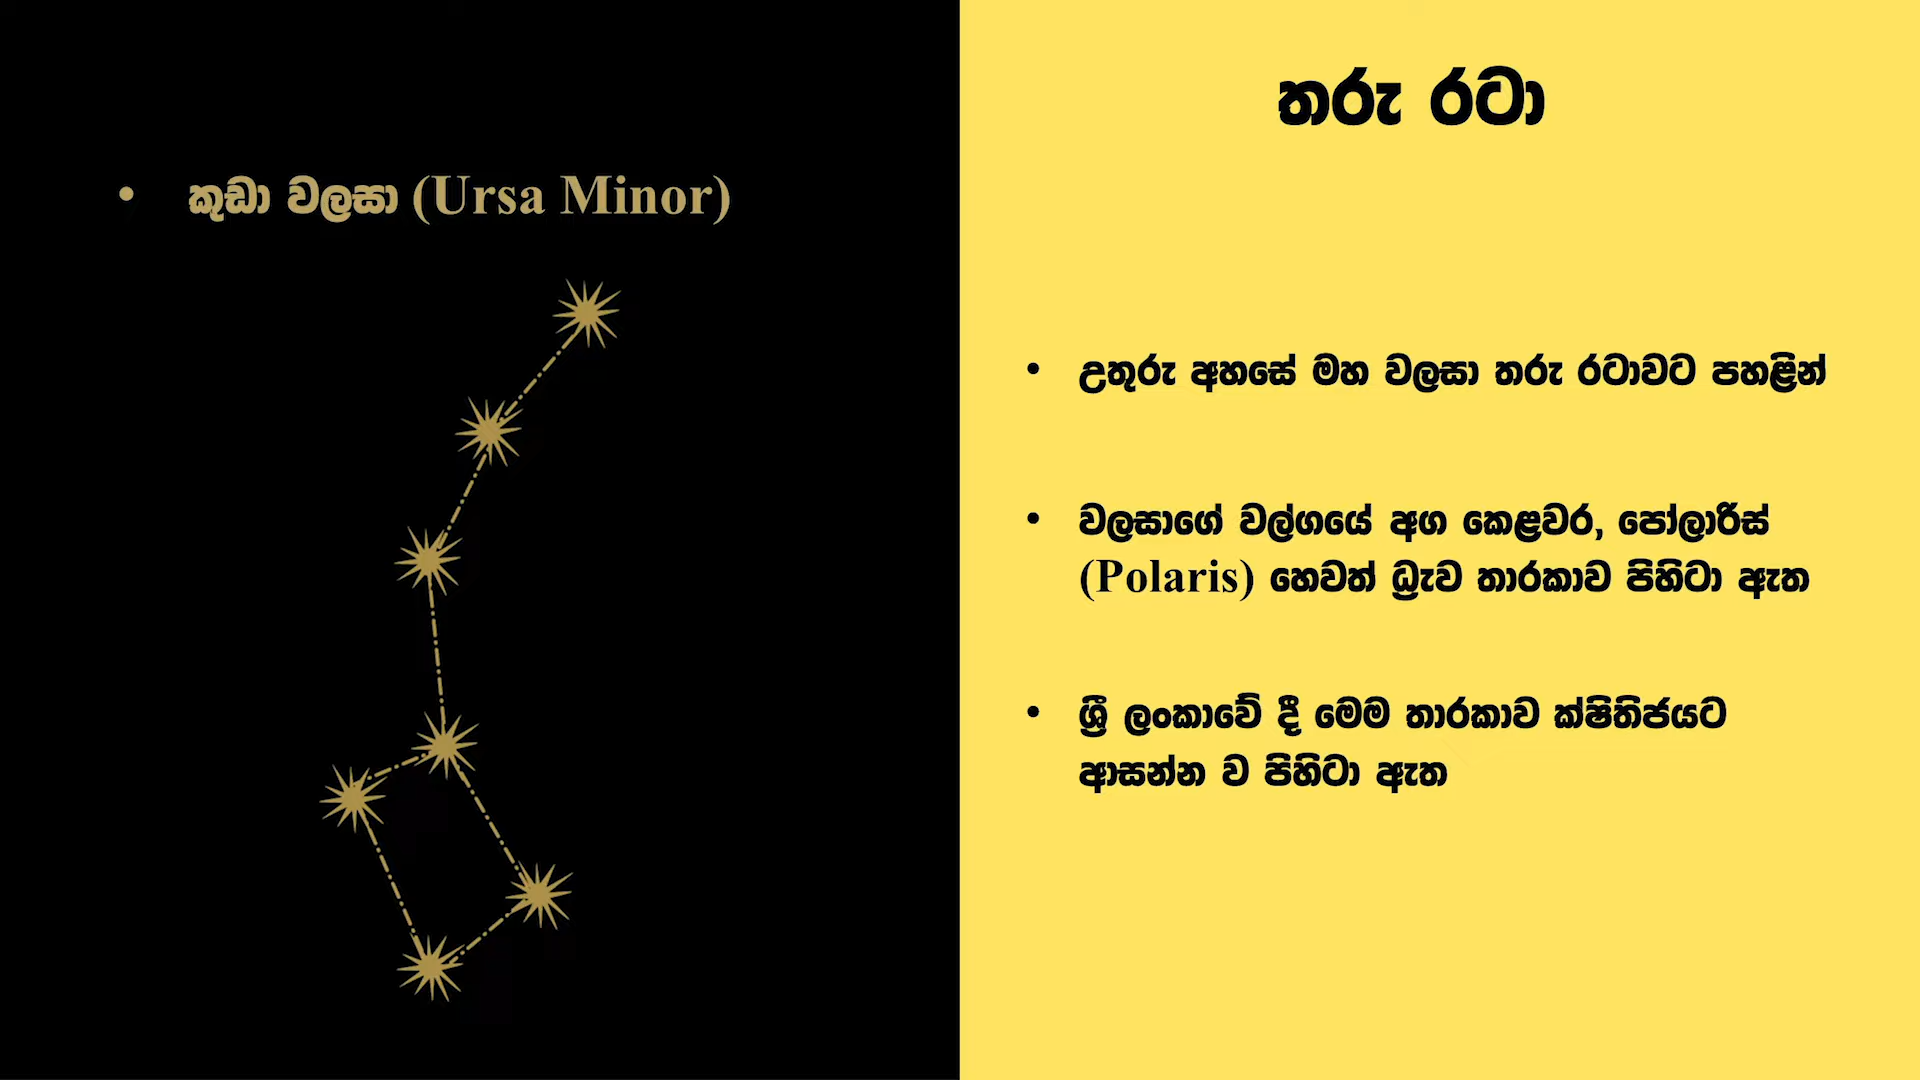 තරු රටා
• කුඩා වලසා (Ursa Minor)
• උතුරු අහසේ මහ වලසා තරු රටාවට පහළින්
• වලසාගේ වල්ගයේ අග කෙළවර, පෝලාරිස්
(Polaris) හෙවත් ධ්‍රැව තාරකාව පිහිටා ඇත
• ශ්‍රී ලංකාවේ දී මෙම තාරකාව ක්ෂිතිජයට
ආසන්න ව පිහිටා ඇත